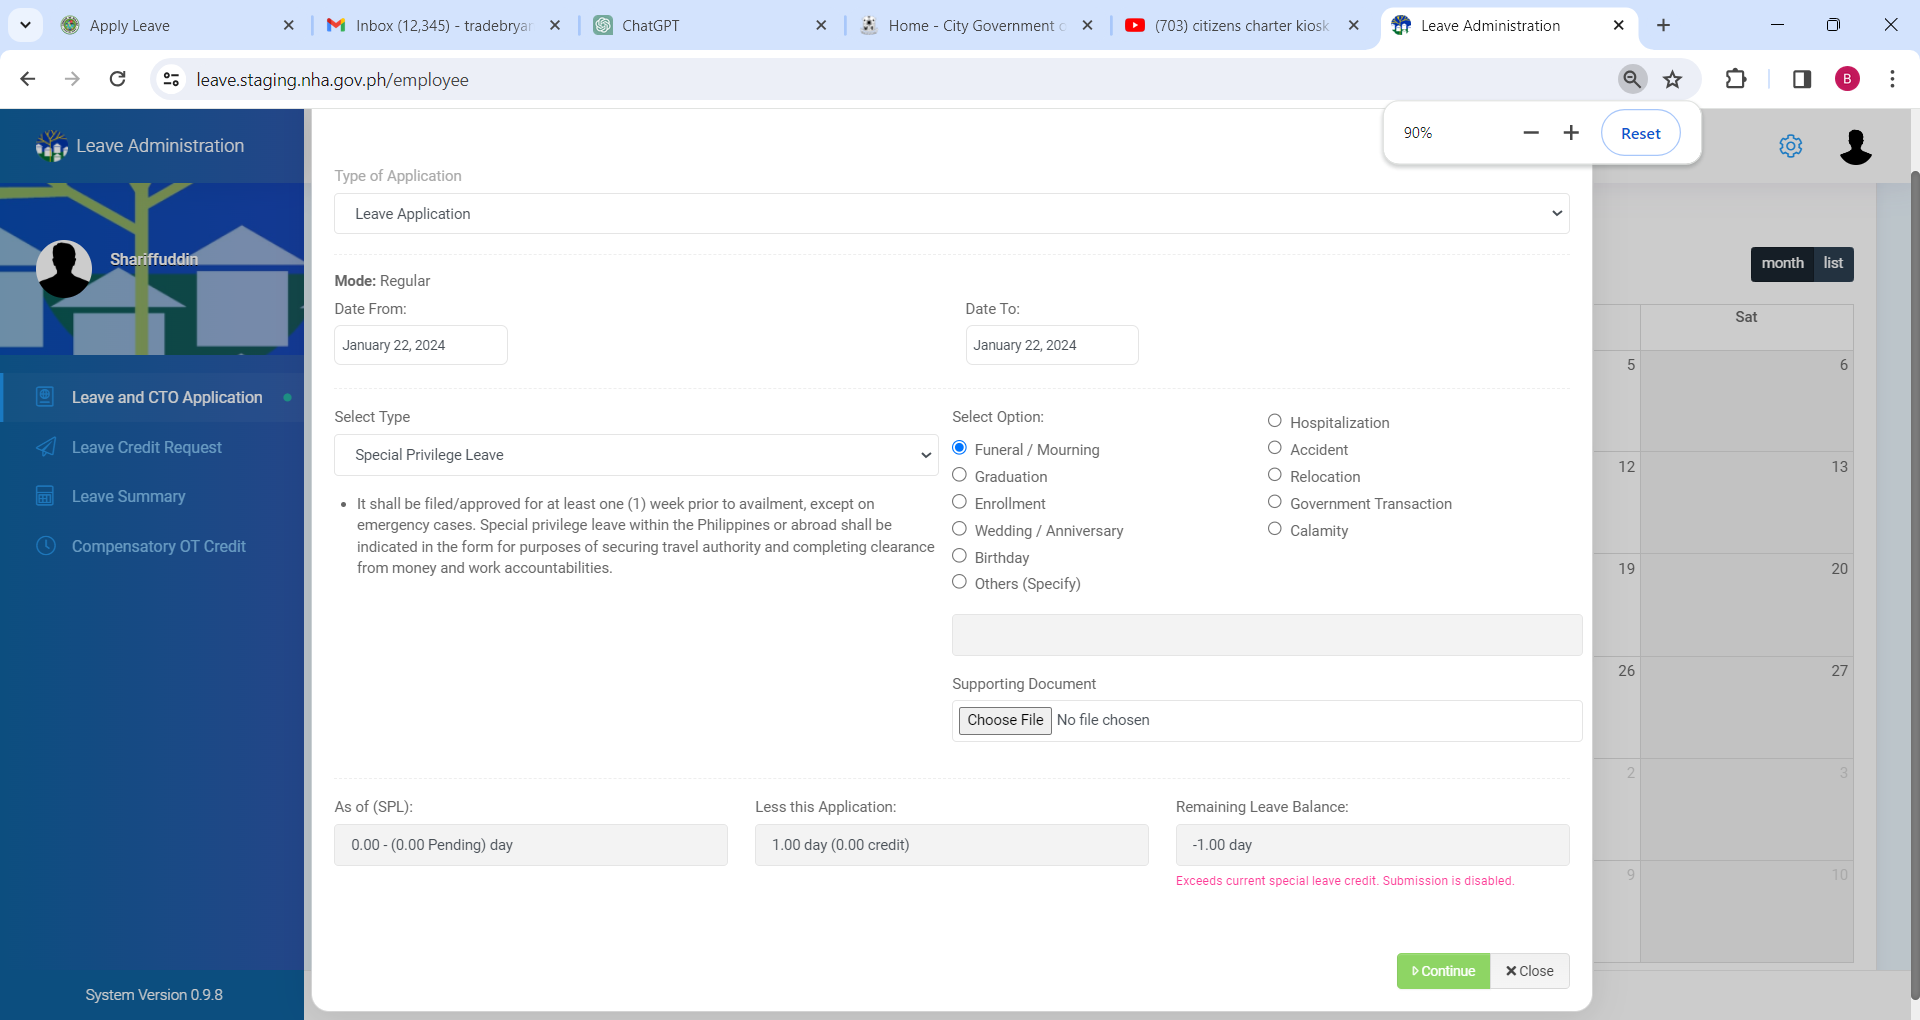 Apply Leave
Inbox (12,345) - tradebryan
ChatGPT
Home - City Government o
(703) citizens charter kiosk
Leave Administration
leave.staging.nha.gov.ph/employee
B
90%
Reset
Leave Administration
Shariffuddin
Leave and CTO Application
Leave Credit Request
Leave Summary
Compensatory OT Credit
System Version 0.9.8
Type of Application
Leave Application
Mode: Regular
Date From:
January 22, 2024
Date To:
January 22, 2024
Select Type
Special Privilege Leave
• It shall be filed/approved for at least one (1) week prior to availment, except on
emergency cases. Special privilege leave within the Philippines or abroad shall be
indicated in the form for purposes of securing travel authority and completing clearance
from money and work accountabilities.
Select Option:
Funeral / Mourning
Graduation
Enrollment
Wedding / Anniversary
Birthday
Others (Specify)
Hospitalization
Accident
Relocation
Government Transaction
Calamity
Supporting Document
Choose File No file chosen
As of (SPL):
0.00 - (0.00 Pending) day
Less this Application:
1.00 day (0.00 credit)
Remaining Leave Balance:
-1.00 day
Exceeds current special leave credit. Submission is disabled.
Continue
Close
month list
Sat
5 6
12 13
19 20
26 27
2 3
9 10